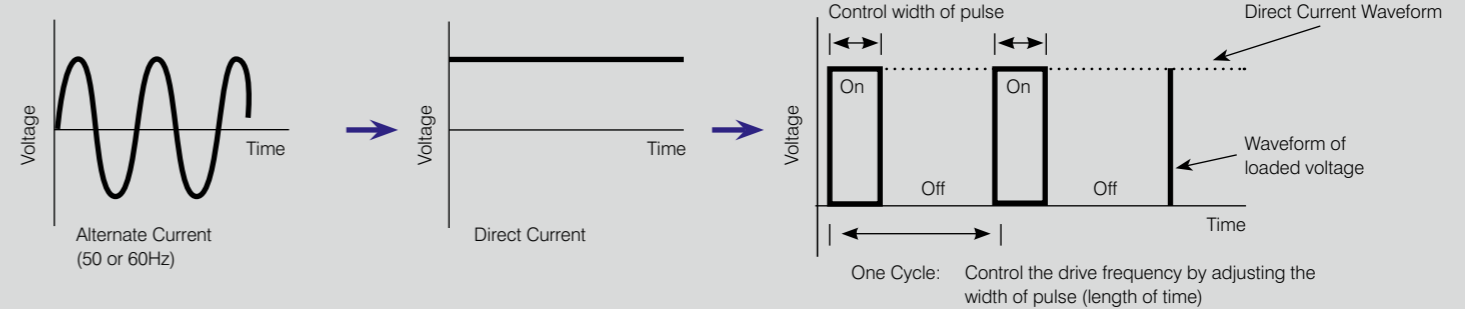 Voltage
Time
Alternate Current
(50 or 60Hz)
Voltage
Time
Direct Current
Control width of pulse
Direct Current Waveform
On
On
Voltage
Off
Off
Waveform of
loaded voltage
Time
One Cycle: Control the drive frequency by adjusting the
width of pulse (length of time)